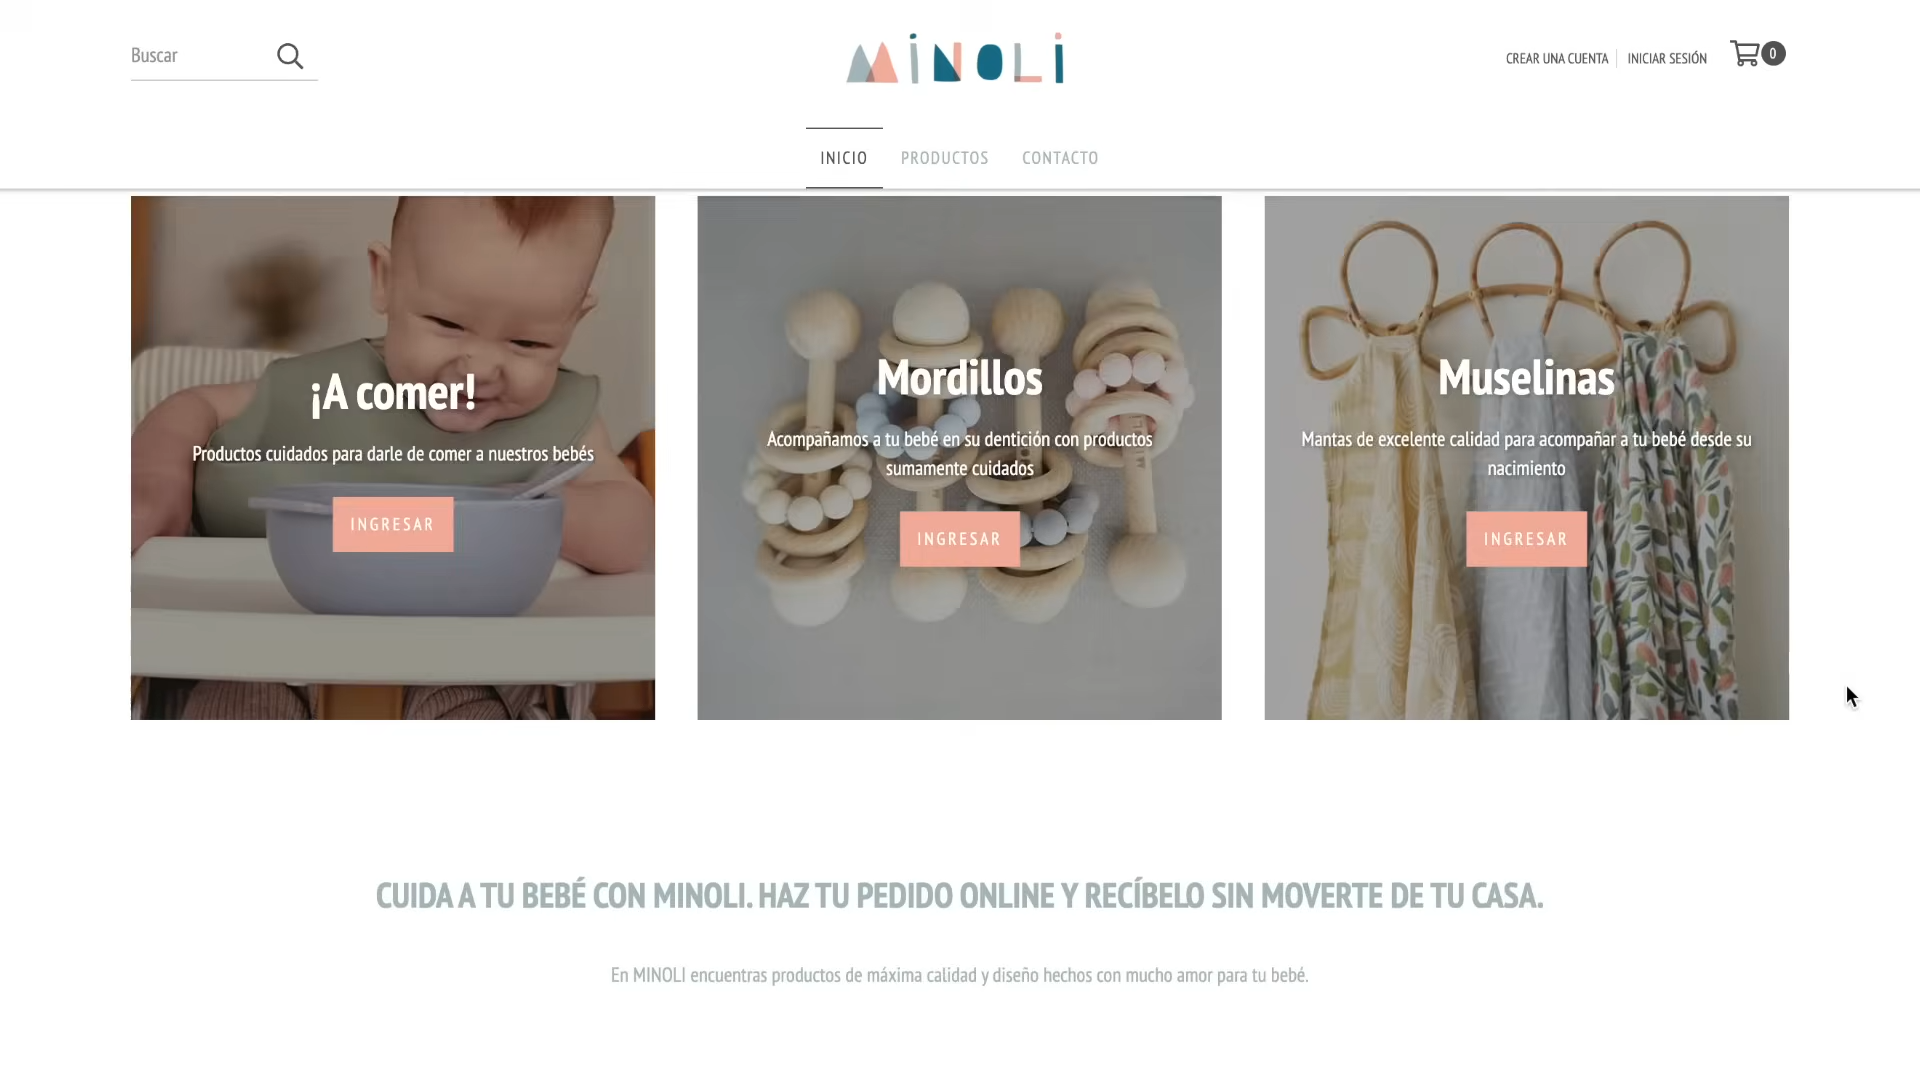 Buscar
MINOLI
CREAR UNA CUENTA
INICIAR SESIÓN
0
INICIO
PRODUCTOS
CONTACTO
¡A comer!
Productos cuidados para darle de comer a nuestros bebés
INGRESAR
Mordillos
Acompañamos a tu bebé en su dentición con productos
sumamente cuidados
INGRESAR
Muselinas
Mantas de excelente calidad para acompañar a tu bebé desde su
nacimiento
INGRESAR
CUIDA A TU BEBÉ CON MINOLI. HAZ TU PEDIDO ONLINE Y RECÍBELO SIN MOVERTE DE TU CASA.
En MINOLI encuentras productos de máxima calidad y diseño hechos con mucho amor para tu bebé.